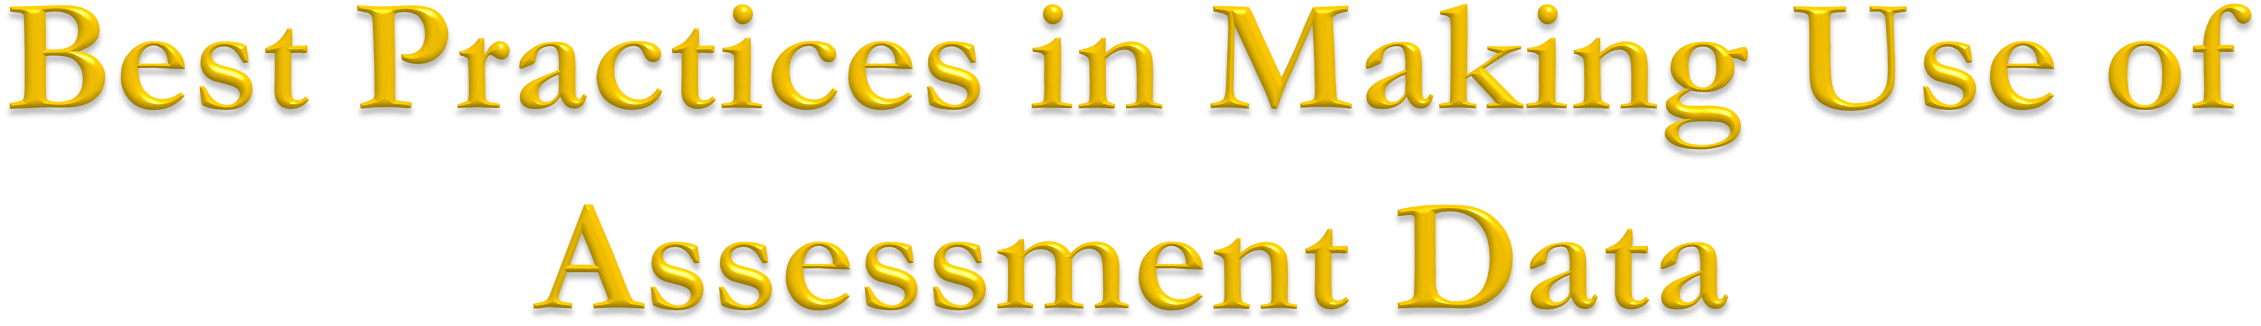 Best Practices in Making Use of
Assessment Data